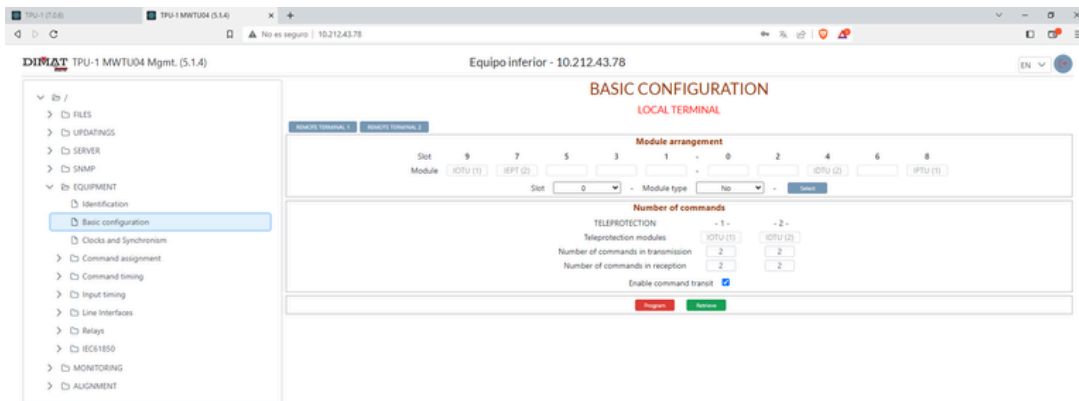 TPU-1 (7.0.6)
TPU-1 MWTU04 (5.1.4)
No es seguro | 10.212.43.78
DIMAT TPU-1 MWTU04 Mgmt. (5.1.4)
Equipo inferior - 10.212.43.78
EN
/
FILES
UPDATINGS
SERVER
SNMP
EQUIPMENT
Identification
Basic configuration
Clocks and Synchronism
Command assignment
Command timing
Input timing
Line Interfaces
Relays
IEC61850
MONITORING
ALIGNMENT
BASIC CONFIGURATION
LOCAL TERMINAL
REMOTE TERMINAL 1 REMOTE TERMINAL 2
Module arrangement
Slot 9 7 5 3 1 - 0 2 4 6 8
Module IOTU (1) IEPT (2) - IOTU (2) IPTU (1)
Slot 0 - Module type No - Select
Number of commands
TELEPROTECTION - 1 - - 2 -
Teleprotection modules IOTU (1) IOTU (2)
Number of commands in transmission 2 2
Number of commands in reception 2 2
Enable command transit
Program Retrieve